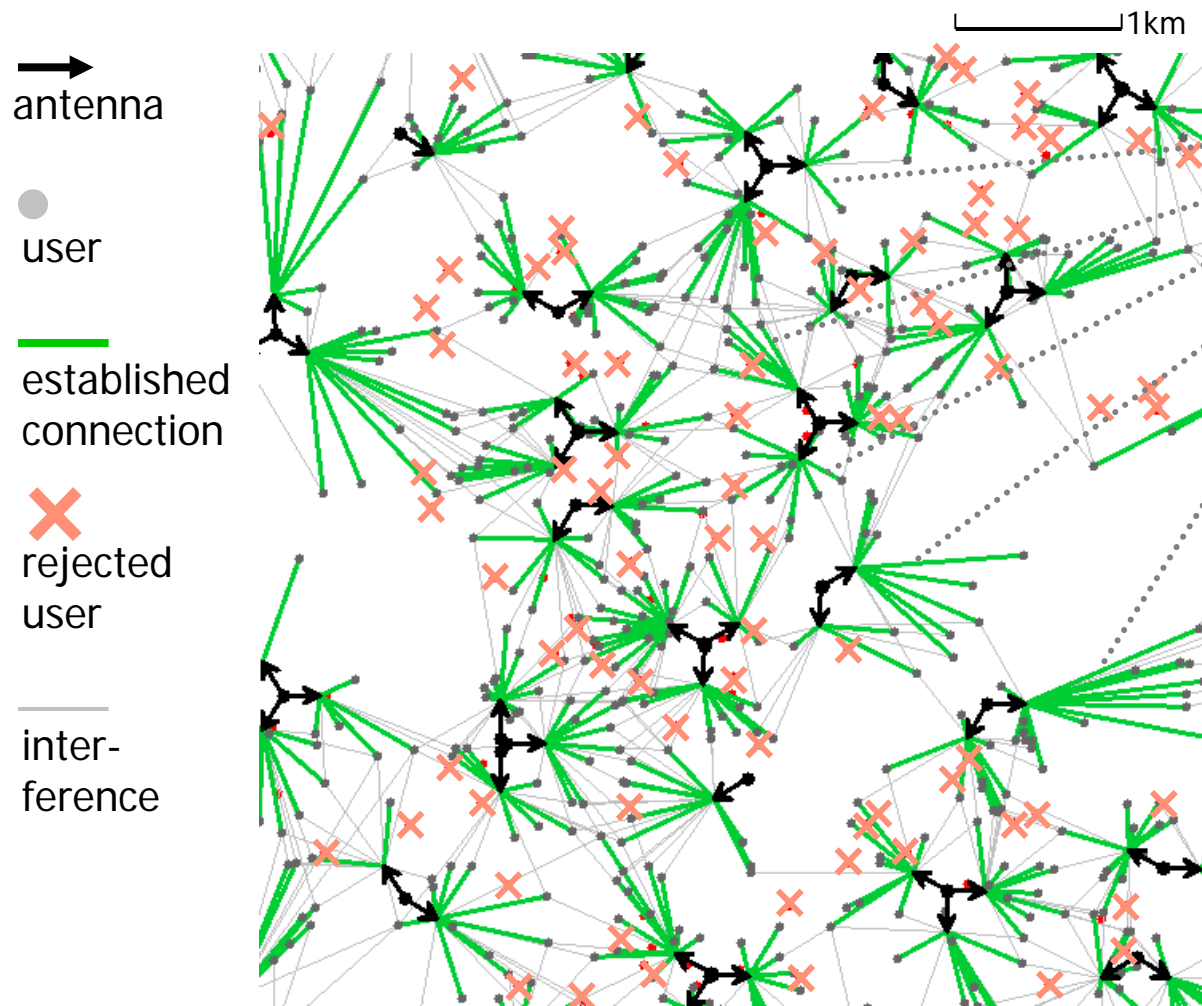 1km
antenna
user
established
connection
rejected
user
inter-
ference